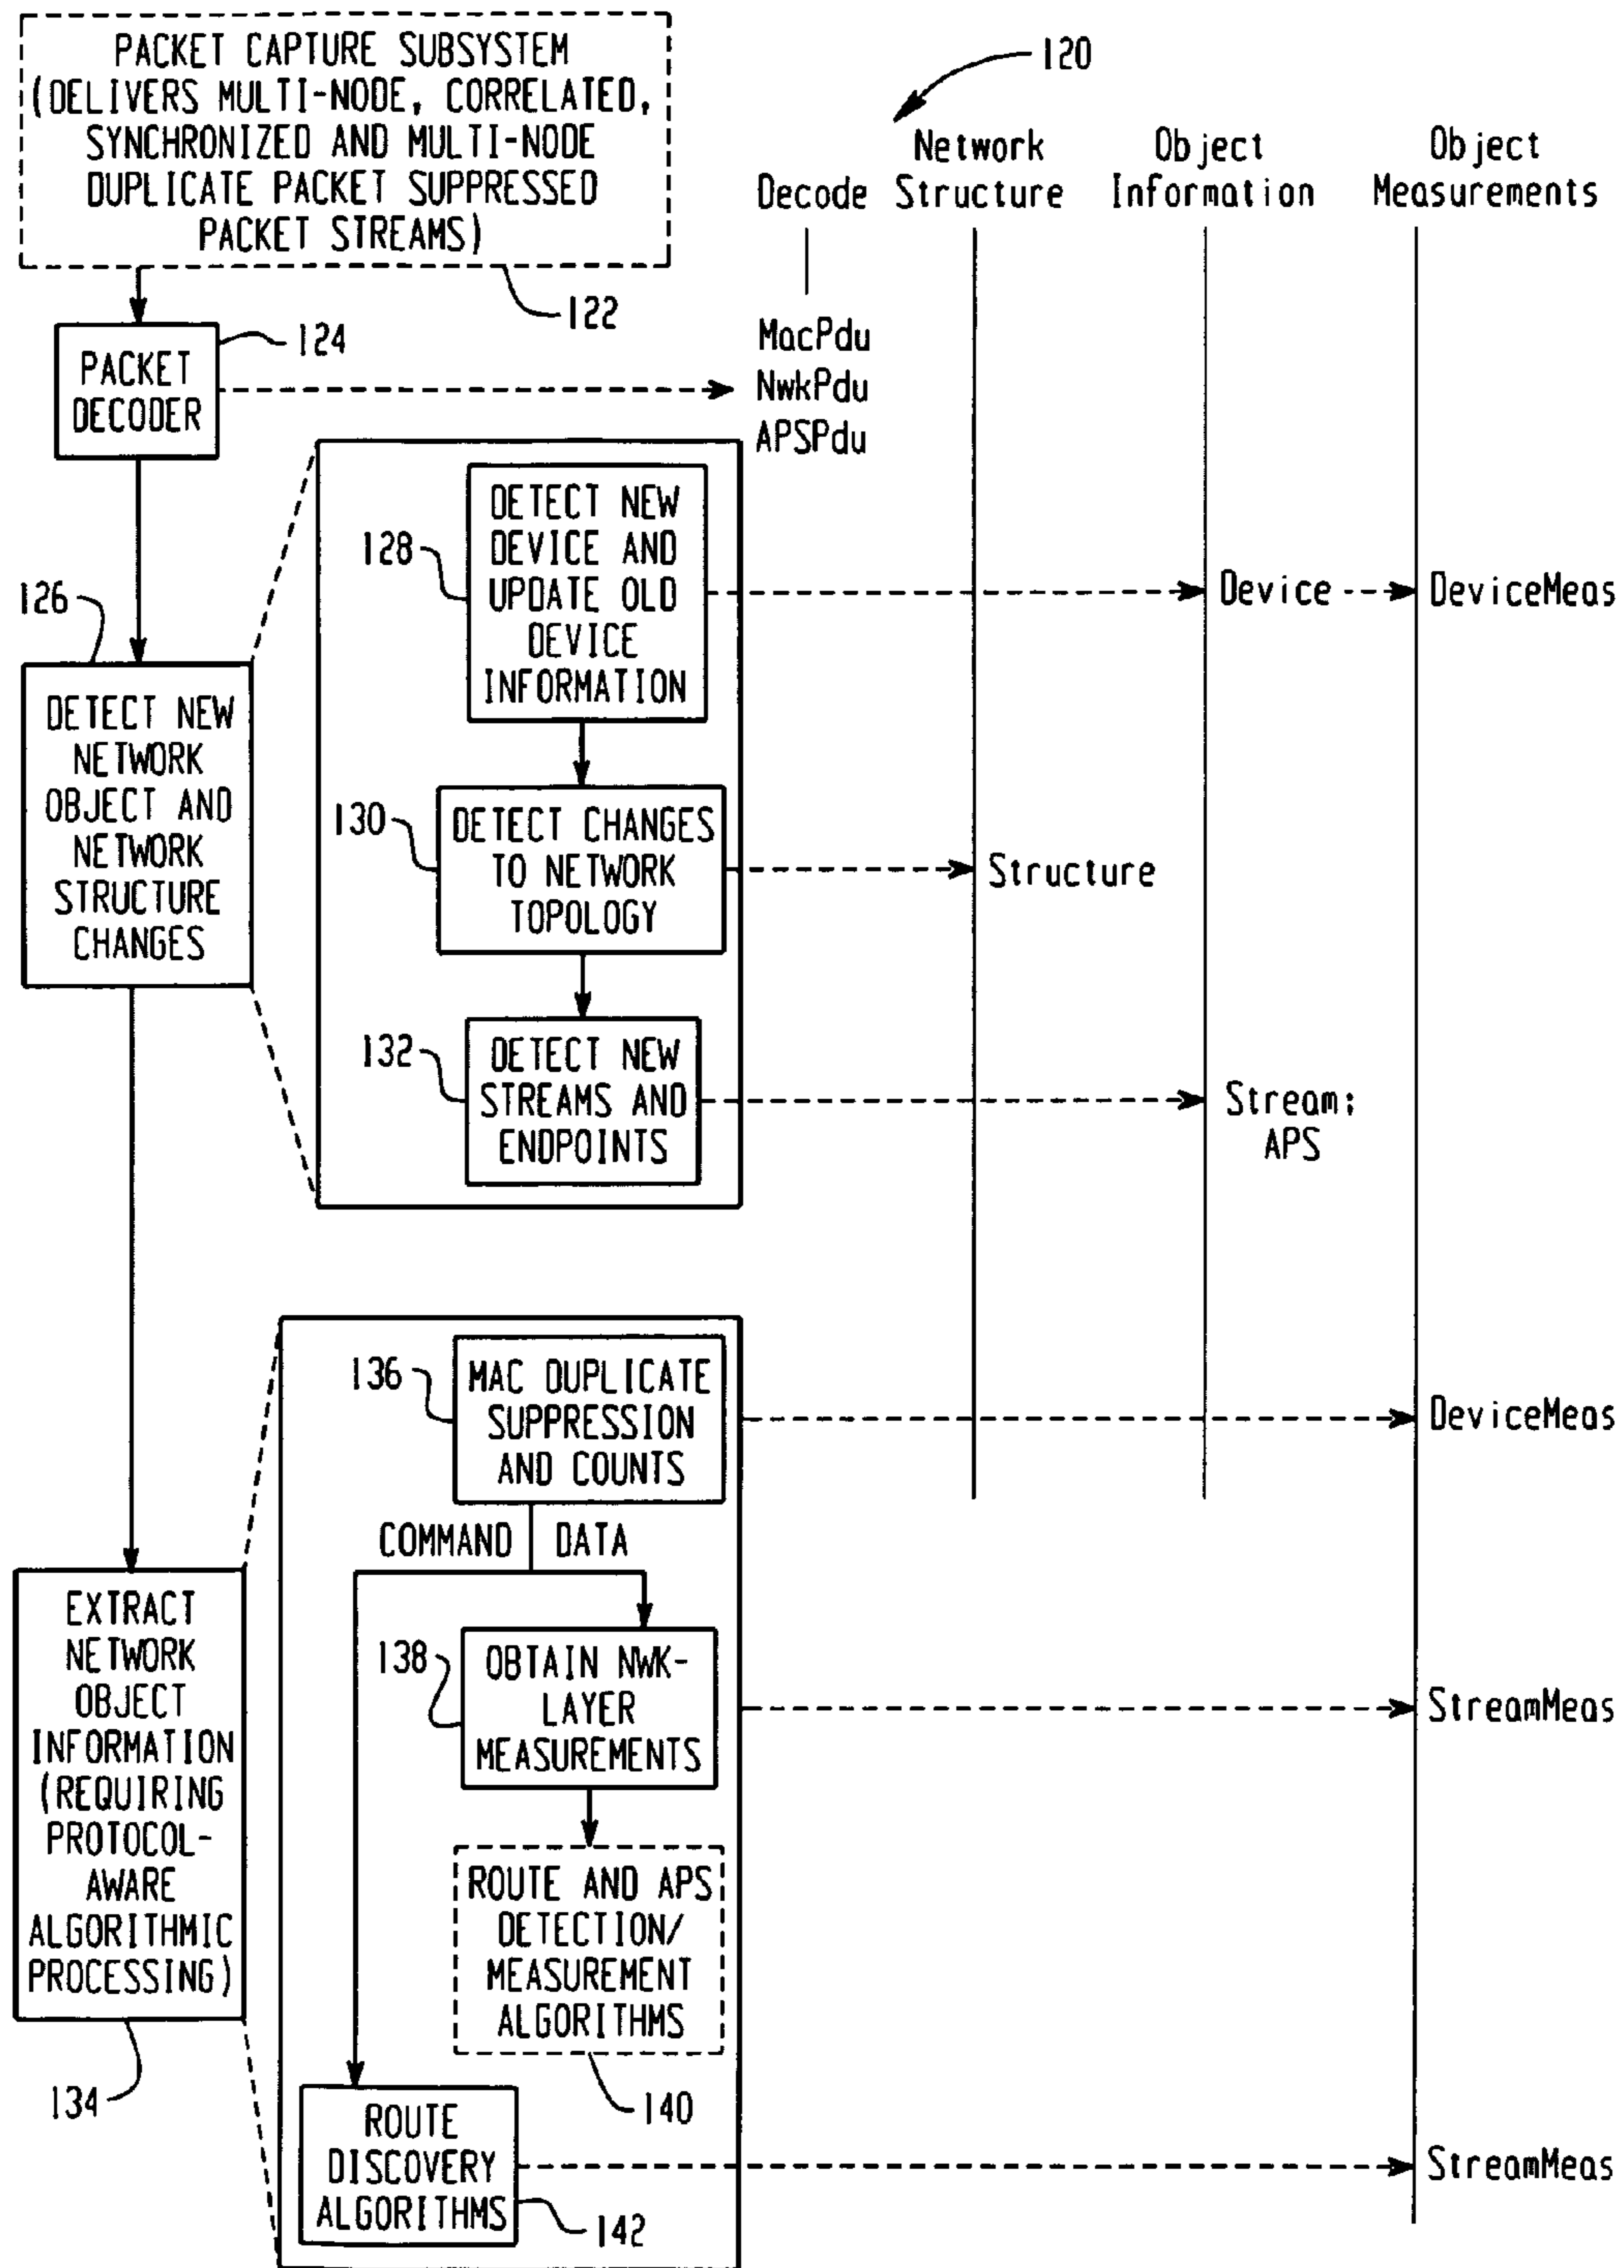 PACKET CAPTURE SUBSYSTEM
(DELIVERS MULTI-NODE, CORRELATED,
SYNCHRONIZED AND MULTI-NODE
DUPLICATE PACKET SUPPRESSED
PACKET STREAMS)
122
120
Decode
Network
Structure
Object
Information
Object
Measurements
PACKET
DECODER
124
MacPdu
NwkPdu
APSPdu
126
DETECT NEW
NETWORK
OBJECT AND
NETWORK
STRUCTURE
CHANGES
128
DETECT NEW
DEVICE AND
UPDATE OLD
DEVICE
INFORMATION
Device
DeviceMeas
130
DETECT CHANGES
TO NETWORK
TOPOLOGY
Structure
132
DETECT NEW
STREAMS AND
ENDPOINTS
Stream:
APS
EXTRACT
NETWORK
OBJECT
INFORMATION
(REQUIRING
PROTOCOL-
AWARE
ALGORITHMIC
PROCESSING)
134
136
MAC DUPLICATE
SUPPRESSION
AND COUNTS
DeviceMeas
COMMAND
DATA
138
OBTAIN NWK-
LAYER
MEASUREMENTS
StreamMeas
ROUTE AND APS
DETECTION/
MEASUREMENT
ALGORITHMS
140
ROUTE
DISCOVERY
ALGORITHMS
142
StreamMeas